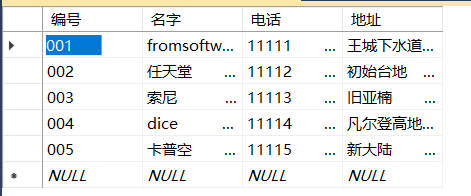 编号 名字 电话 地址
001 fromsoftw... 11111 ... 王城下水道...
002 任天堂 ... 11112 ... 初始台地 ...
003 索尼 ... 11113 ... 旧亚楠 ...
004 dice ... 11114 ... 凡尔登高地...
005 卡普空 ... 11115 ... 新大陆 ...
NULL NULL NULL NULL